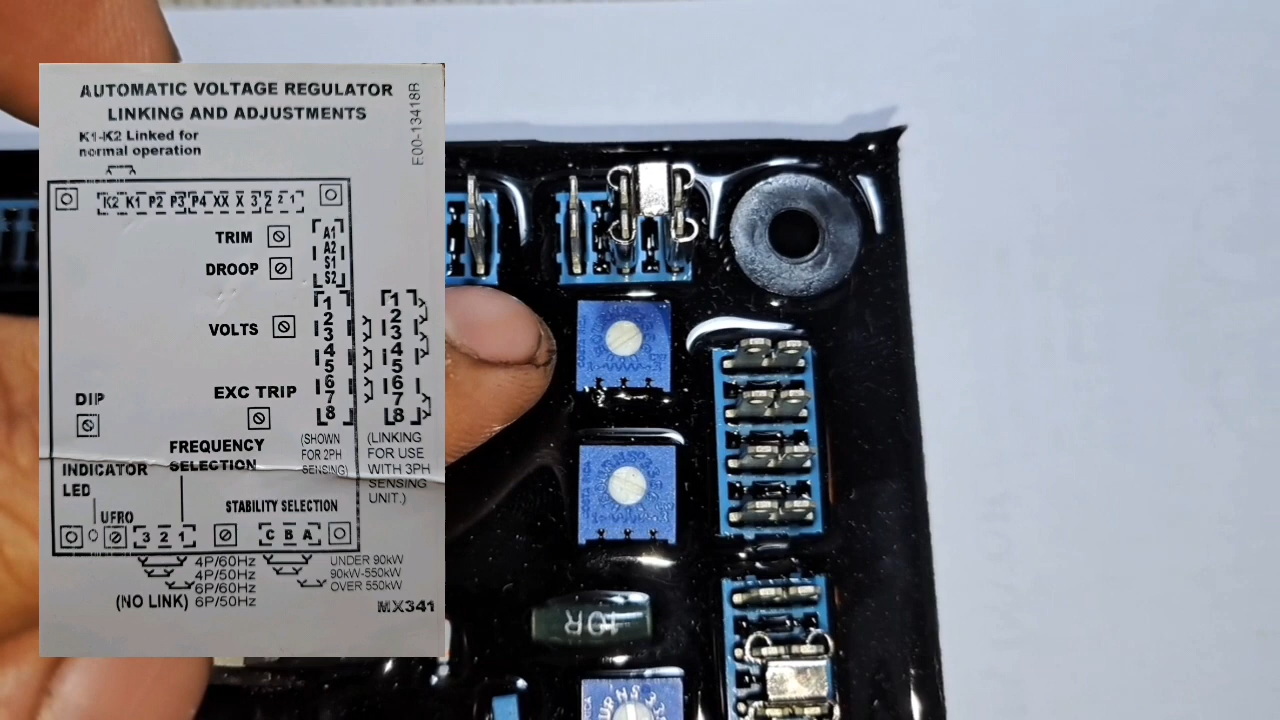 AUTOMATIC VOLTAGE REGULATOR
LINKING AND ADJUSTMENTS
E00-13418R
K1-K2 Linked for
normal operation
K2 K1 P2 P3 P4 XX X 3 2 2 1
TRIM
DROOP
A1
A2
S1
S2
VOLTS
1 1
2 2
3 3
4 4
5 5
6 6
7 7
8 8
DIP
EXC TRIP
FREQUENCY
SELECTION
(SHOWN
FOR 2PH
SENSING)
(LINKING
FOR USE
WITH 3PH
SENSING
UNIT.)
INDICATOR
LED
STABILITY SELECTION
UFRO
3 2 1
C B A
4P/60Hz
4P/50Hz
6P/60Hz
(NO LINK) 6P/50Hz
UNDER 90kW
90kW-550kW
OVER 550kW
MX341
10R